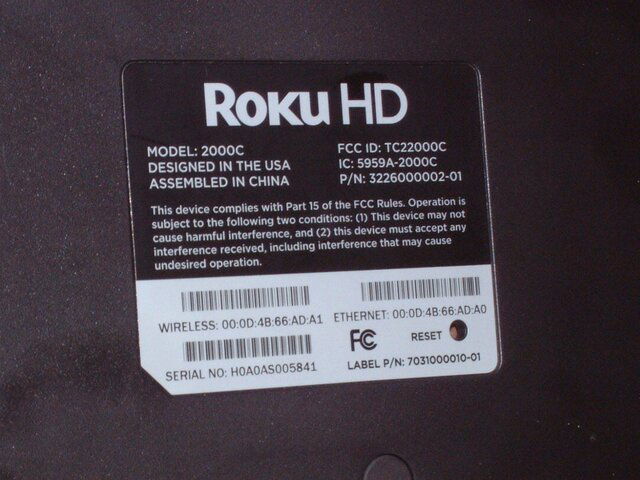 ROKU HD
MODEL: 2000C
DESIGNED IN THE USA
ASSEMBLED IN CHINA
FCC ID: TC22000C
IC: 5959A-2000C
P/N: 3226000002-01
This device complies with Part 15 of the FCC Rules. Operation is
subject to the following two conditions: (1) This device may not
cause harmful interference, and (2) this device must accept any
interference received, including interference that may cause
undesired operation.
WIRELESS: 00:0D:4B:66:AD:A1
ETHERNET: 00:0D:4B:66:AD:A0
FC
RESET
SERIAL NO: H0A0AS005841
LABEL P/N: 7031000010-01